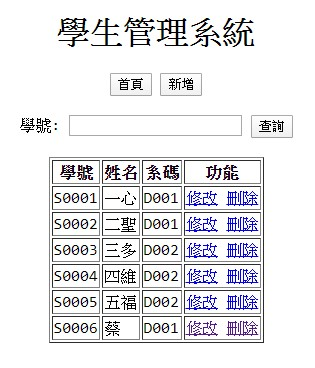 學生管理系統
首頁 新增
學號: 查詢
學號 姓名 系碼 功能
S0001 一心 D001 修改 刪除
S0002 二聖 D001 修改 刪除
S0003 三多 D002 修改 刪除
S0004 四維 D002 修改 刪除
S0005 五福 D002 修改 刪除
S0006 蔡 D001 修改 刪除